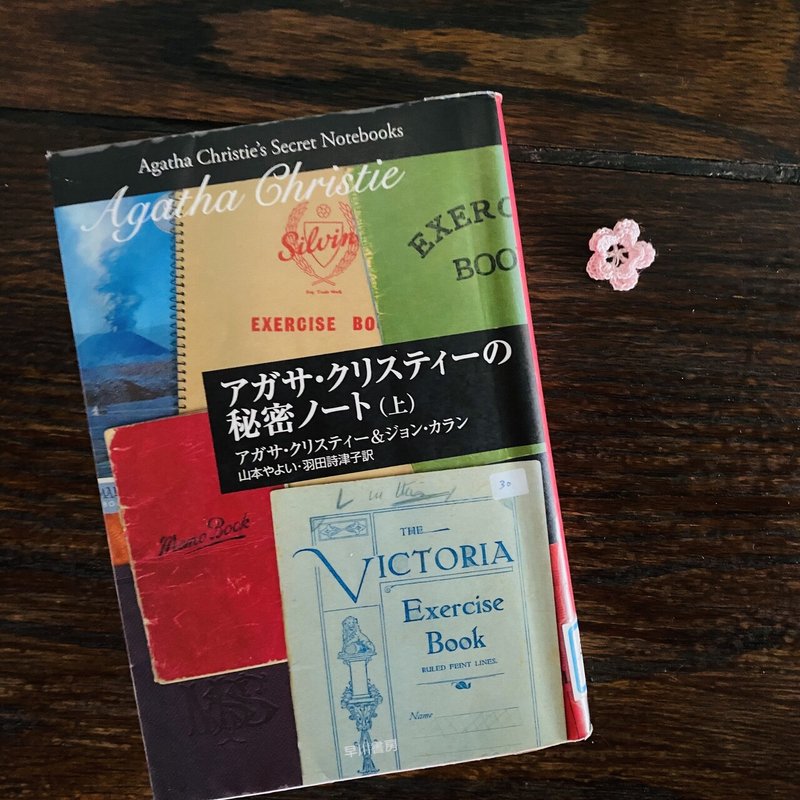 Agatha Christie's Secret Notebooks
Agatha Christie
Silvin
EXERCISE BO
EXERC
BOO
アガサ・クリスティーの
秘密ノート(上)
アガサ・クリスティー&ジョン・カラン
山本やよい・羽田詩津子訳
Memo Book
30
THE
VICTORIA
Exercise
Book
RULED FEINT LINES.
Name
早川書房